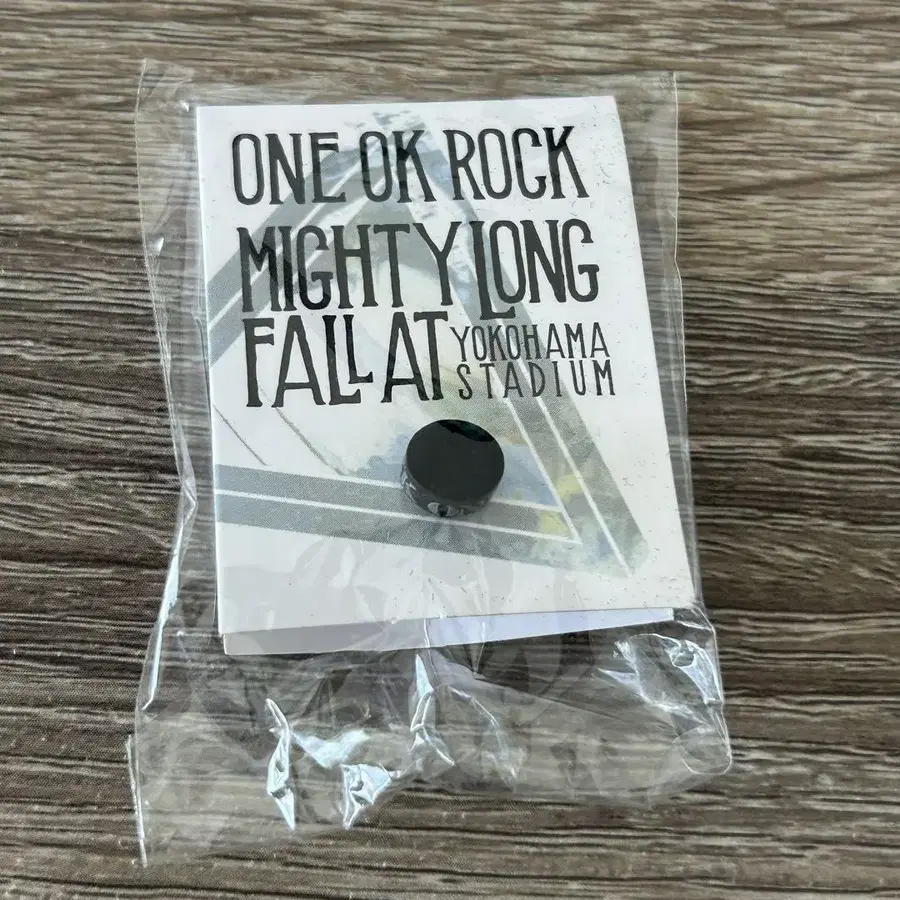 ONE OK ROCK
MIGHTY LONG
FALL AT YOKOHAMA
STADIUM